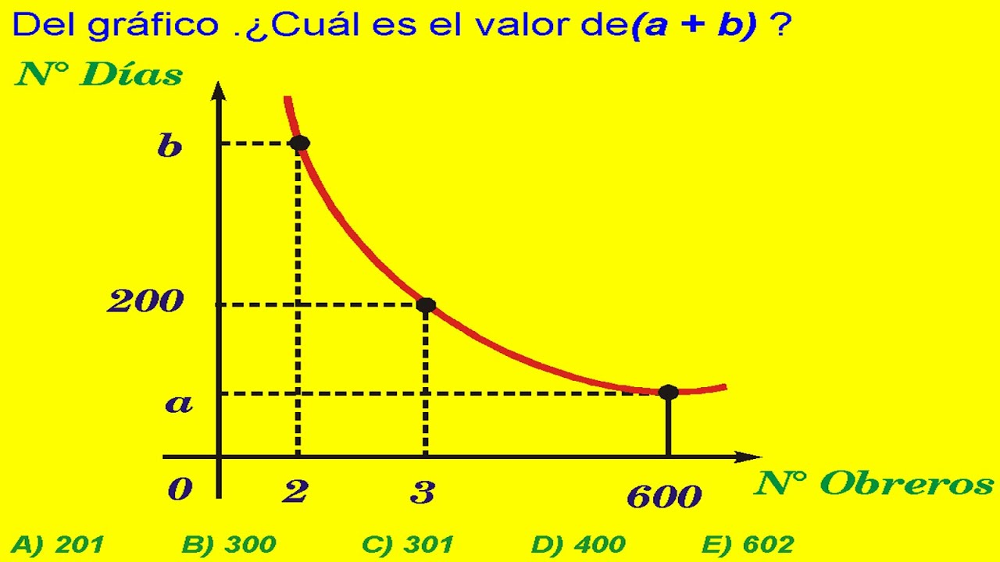 Del gráfico .¿Cuál es el valor de(a + b) ?
N° Días
b
200
a
0 2 3 600
N° Obreros
A) 201 B) 300 C) 301 D) 400 E) 602